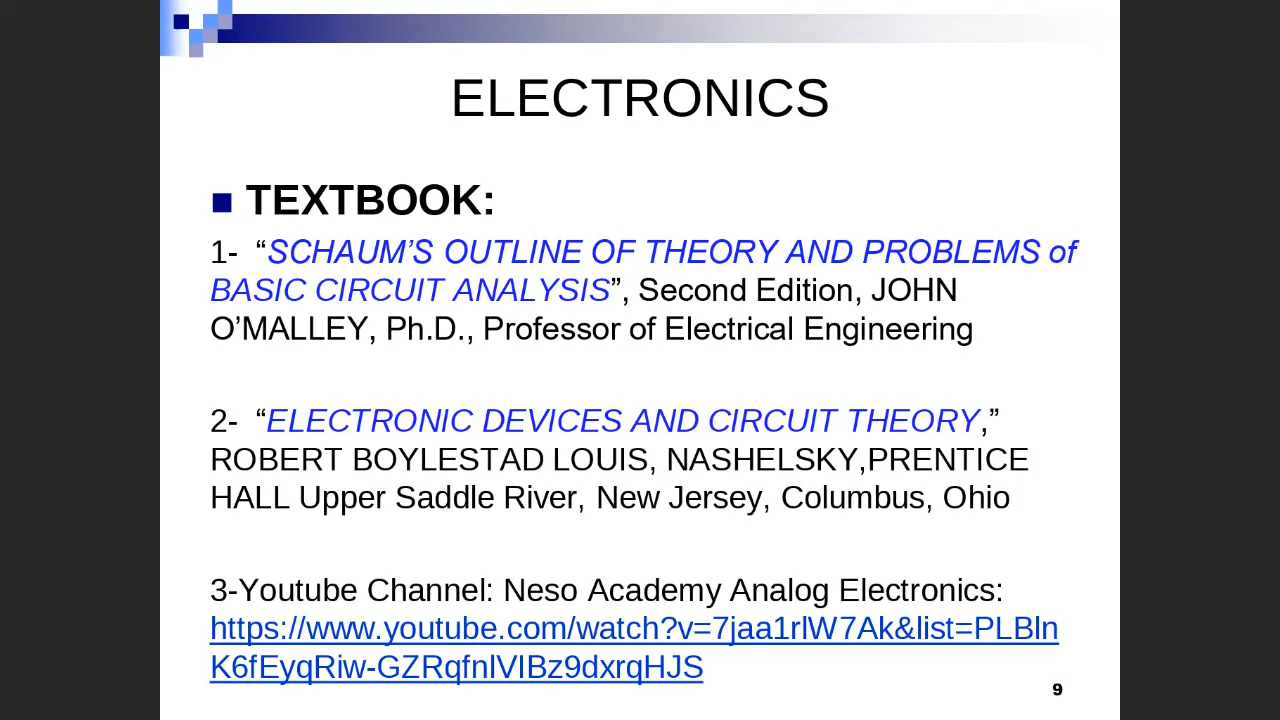 ELECTRONICS
TEXTBOOK:
1- “SCHAUM’S OUTLINE OF THEORY AND PROBLEMS of
BASIC CIRCUIT ANALYSIS”, Second Edition, JOHN
O’MALLEY, Ph.D., Professor of Electrical Engineering
2- “ELECTRONIC DEVICES AND CIRCUIT THEORY,”
ROBERT BOYLESTAD LOUIS, NASHELSKY,PRENTICE
HALL Upper Saddle River, New Jersey, Columbus, Ohio
3-Youtube Channel: Neso Academy Analog Electronics:
https://www.youtube.com/watch?v=7jaa1rlW7Ak&list=PLBln
K6fEyqRiw-GZRqfnlVIBz9dxrqHJS
9